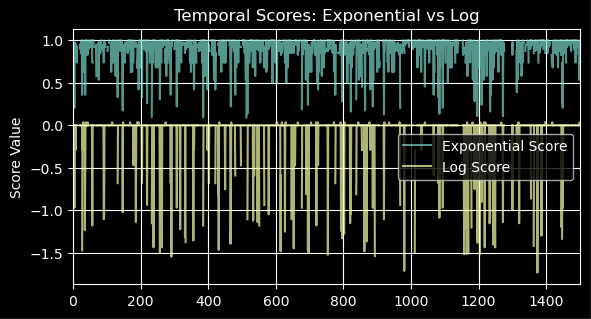 Temporal Scores: Exponential vs Log
1.0
0.5
0.0
−0.5
−1.0
−1.5
Score Value
Exponential Score
Log Score
0 200 400 600 800 1000 1200 1400